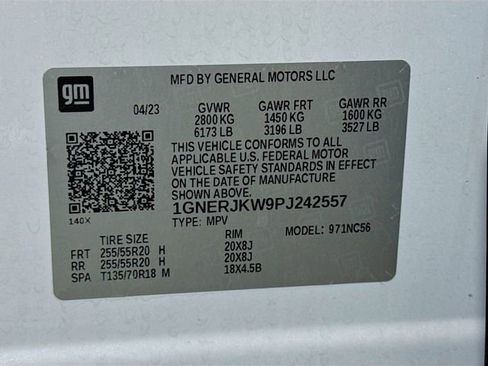 gm
MFD BY GENERAL MOTORS LLC
04/23 GVWR GAWR FRT GAWR RR
2800 KG 1450 KG 1600 KG
6173 LB 3196 LB 3527 LB
THIS VEHICLE CONFORMS TO ALL
APPLICABLE U.S. FEDERAL MOTOR
VEHICLE SAFETY STANDARDS IN EFFECT
ON THE DATE OF MANUFACTURE
SHOWN ABOVE.
1GNERJKW9PJ242557
140X TYPE: MPV
TIRE SIZE RIM 971NC56
FRT 255/55R20 H 20X8J
RR 255/55R20 H 20X8J
SPA T135/70R18 M 18X4.5B